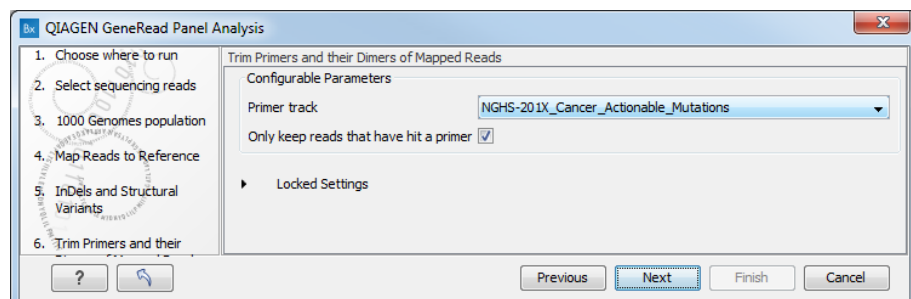 Bx QIAGEN GeneRead Panel Analysis
1. Choose where to run
2. Select sequencing reads
3. 1000 Genomes population
4. Map Reads to Reference
5. InDels and Structural
Variants
6. Trim Primers and their
Trim Primers and their Dimers of Mapped Reads
Configurable Parameters
Primer track NGHS-201X_Cancer_Actionable_Mutations
Only keep reads that have hit a primer
Locked Settings
? Previous Next Finish Cancel